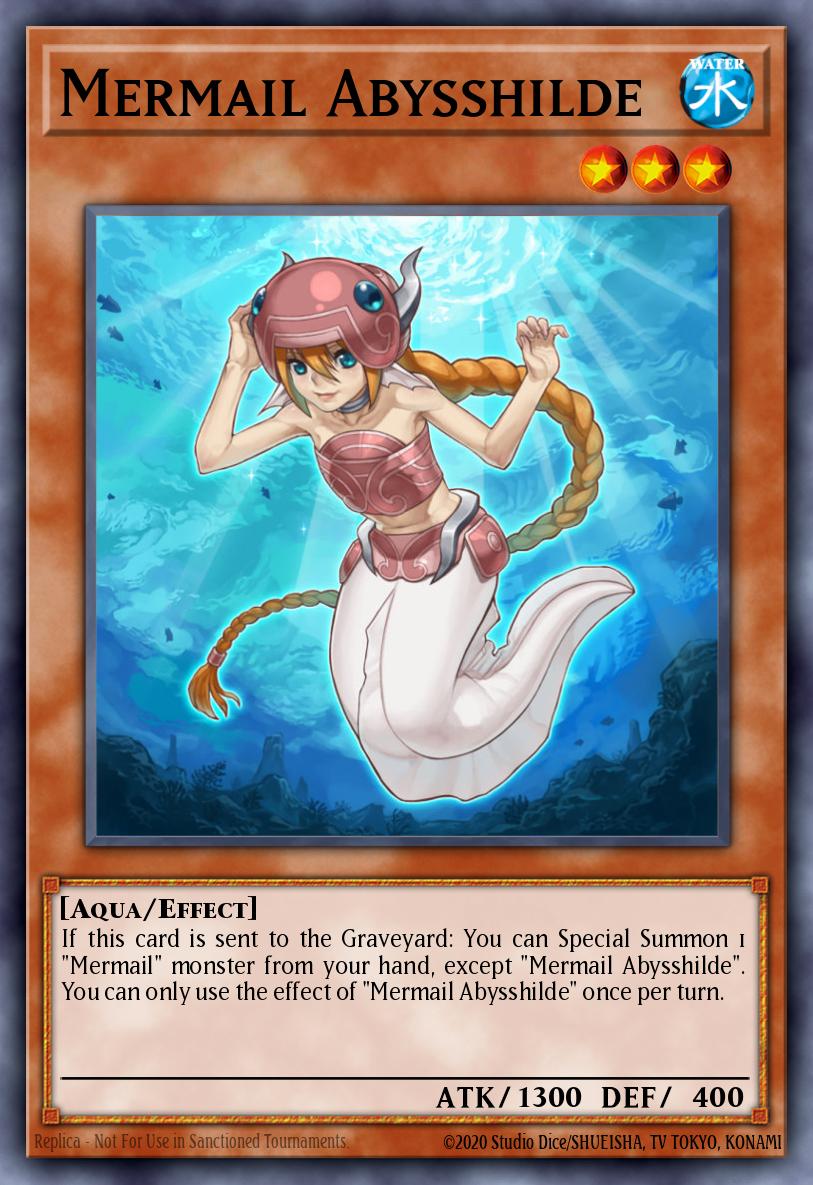 Mermail Abysshilde
WATER
水
[Aqua/Effect]
If this card is sent to the Graveyard: You can Special Summon 1
"Mermail" monster from your hand, except "Mermail Abysshilde".
You can only use the effect of "Mermail Abysshilde" once per turn.
ATK/1300 DEF/ 400
Replica - Not For Use in Sanctioned Tournaments.
©2020 Studio Dice/SHUEISHA, TV TOKYO, KONAMI